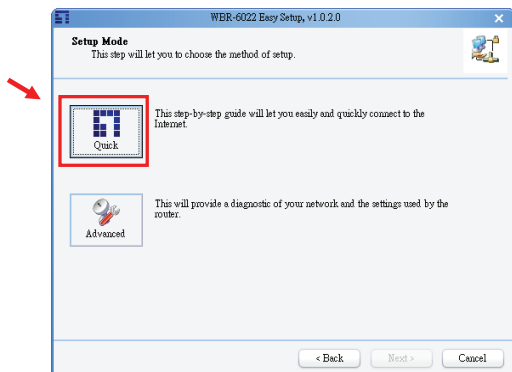 WBR-6022 Easy Setup, v1.0.2.0
Setup Mode
This step will let you to choose the method of setup.
This step-by-step guide will let you easily and quickly connect to the
Internet.
Quick
This will provide a diagnostic of your network and the settings used by the
router.
Advanced
< Back
Next >
Cancel